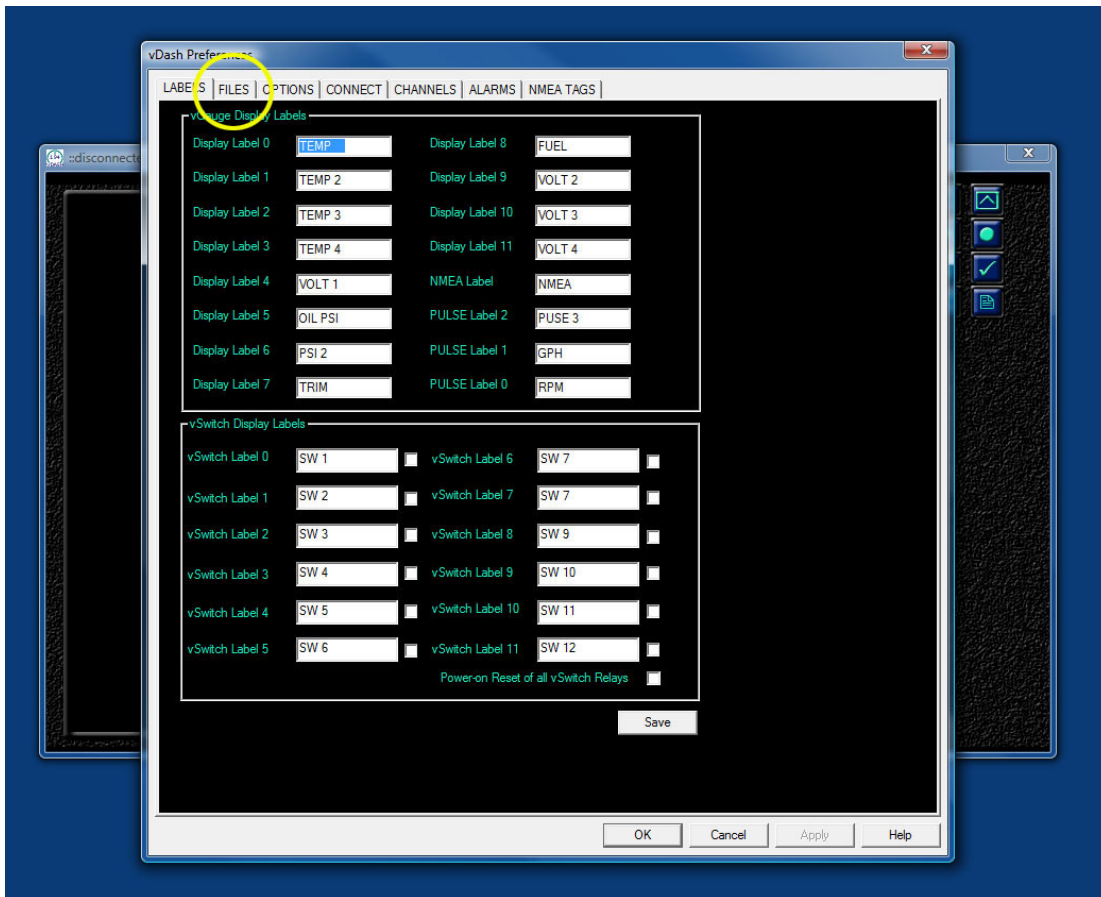 vDash Preferences
X
LABELS FILES OPTIONS CONNECT CHANNELS ALARMS NMEA TAGS
::disconnecte
X
vGauge Display Labels
Display Label 0 TEMP Display Label 8 FUEL
Display Label 1 TEMP 2 Display Label 9 VOLT 2
Display Label 2 TEMP 3 Display Label 10 VOLT 3
Display Label 3 TEMP 4 Display Label 11 VOLT 4
Display Label 4 VOLT 1 NMEA Label NMEA
Display Label 5 OIL PSI PULSE Label 2 PUSE 3
Display Label 6 PSI 2 PULSE Label 1 GPH
Display Label 7 TRIM PULSE Label 0 RPM
vSwitch Display Labels
vSwitch Label 0 SW 1 vSwitch Label 6 SW 7
vSwitch Label 1 SW 2 vSwitch Label 7 SW 7
vSwitch Label 2 SW 3 vSwitch Label 8 SW 9
vSwitch Label 3 SW 4 vSwitch Label 9 SW 10
vSwitch Label 4 SW 5 vSwitch Label 10 SW 11
vSwitch Label 5 SW 6 vSwitch Label 11 SW 12
Power-on Reset of all vSwitch Relays
Save
OK Cancel Apply Help